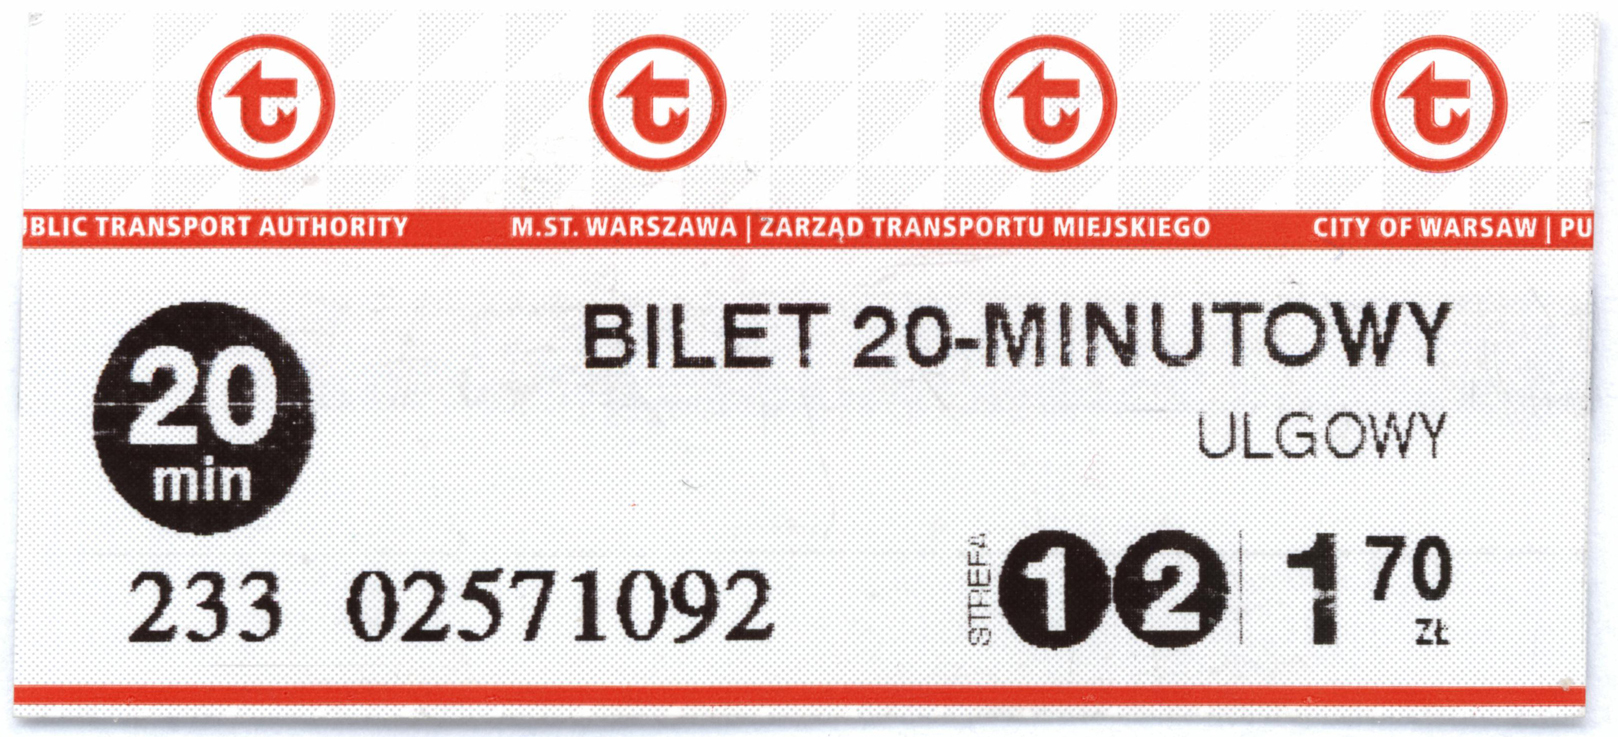 UBLIC TRANSPORT AUTHORITY M.ST. WARSZAWA | ZARZĄD TRANSPORTU MIEJSKIEGO CITY OF WARSAW | PU
20
min
BILET 20-MINUTOWY
ULGOWY
233 02571092
STREFA 1 2 1 70 ZŁ